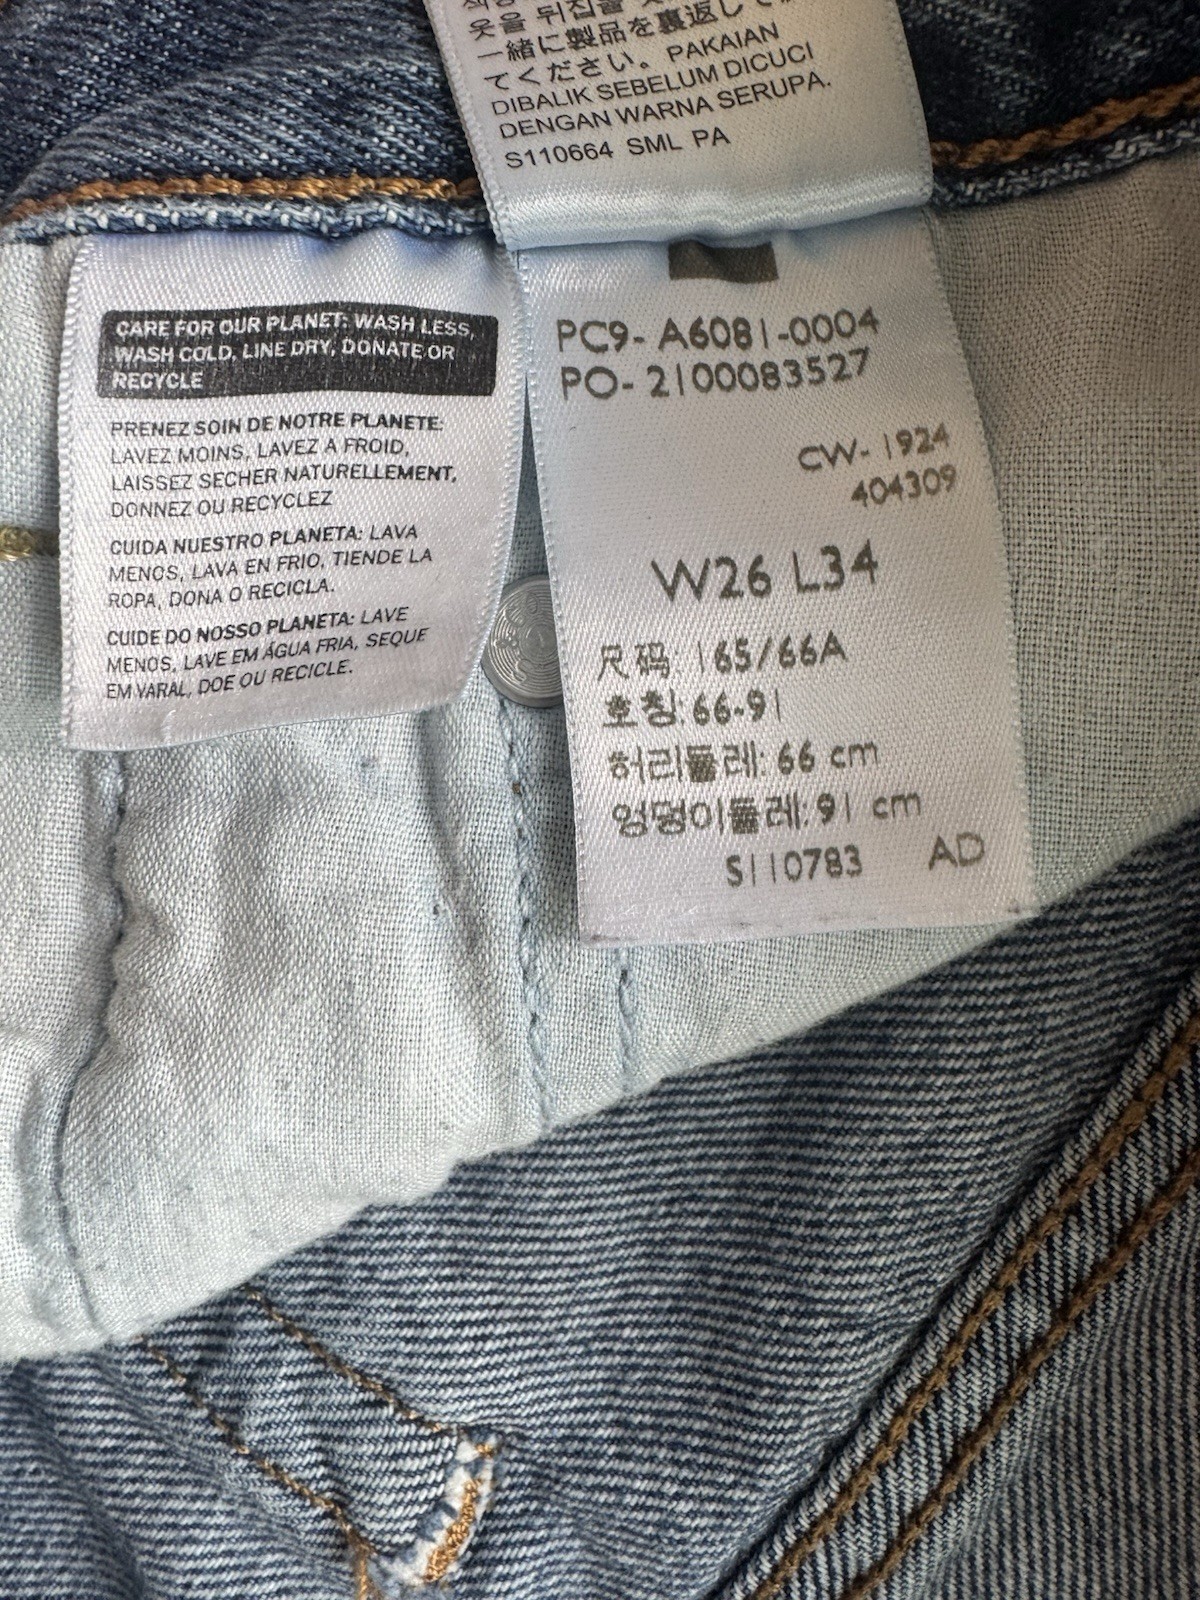 옷을 뒤집을
一緒に製品を裏返して
てください。PAKAIAN
DIBALIK SEBELUM DICUCI
DENGAN WARNA SERUPA.
S110664 SML PA
CARE FOR OUR PLANET: WASH LESS,
WASH COLD, LINE DRY, DONATE OR
RECYCLE
PRENEZ SOIN DE NOTRE PLANETE:
LAVEZ MOINS, LAVEZ A FROID,
LAISSEZ SECHER NATURELLEMENT,
DONNEZ OU RECYCLEZ
CUIDA NUESTRO PLANETA: LAVA
MENOS, LAVA EN FRIO, TIENDE LA
ROPA, DONA O RECICLA.
CUIDE DO NOSSO PLANETA: LAVE
MENOS, LAVE EM ÁGUA FRIA, SEQUE
EM VARAL, DOE OU RECICLE.
PC9- A6081-0004
PO- 2100083527
CW- 1924
404309
W26 L34
尺码: 165/66A
호칭: 66-91
허리둘레: 66 cm
엉덩이둘레: 91 cm
S110783 AD